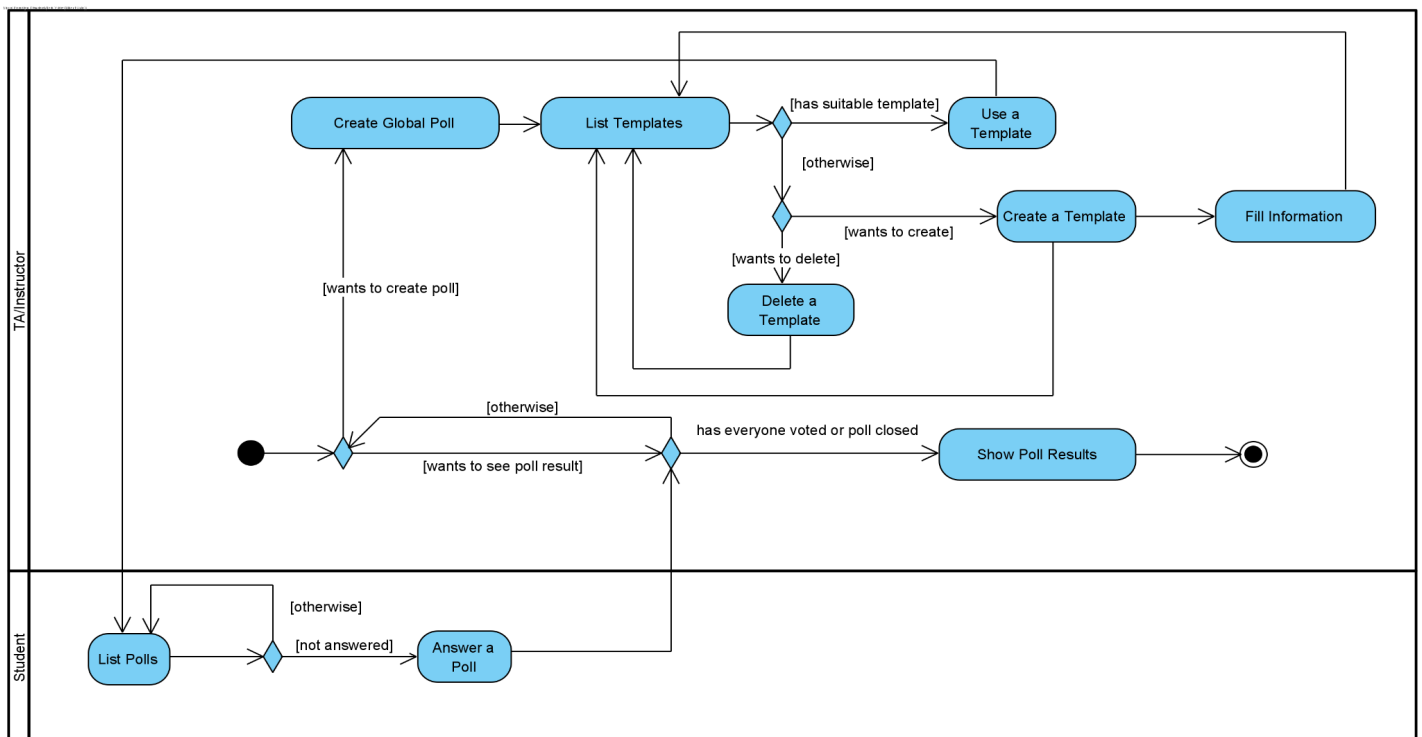 [has suitable template]
Create Global Poll
List Templates
Use a
Template
[otherwise]
Create a Template
Fill Information
[wants to create]
[wants to delete]
TA/Instructor
[wants to create poll]
Delete a
Template
[otherwise]
has everyone voted or poll closed
[wants to see poll result]
Show Poll Results
[otherwise]
Student
[not answered]
List Polls
Answer a
Poll